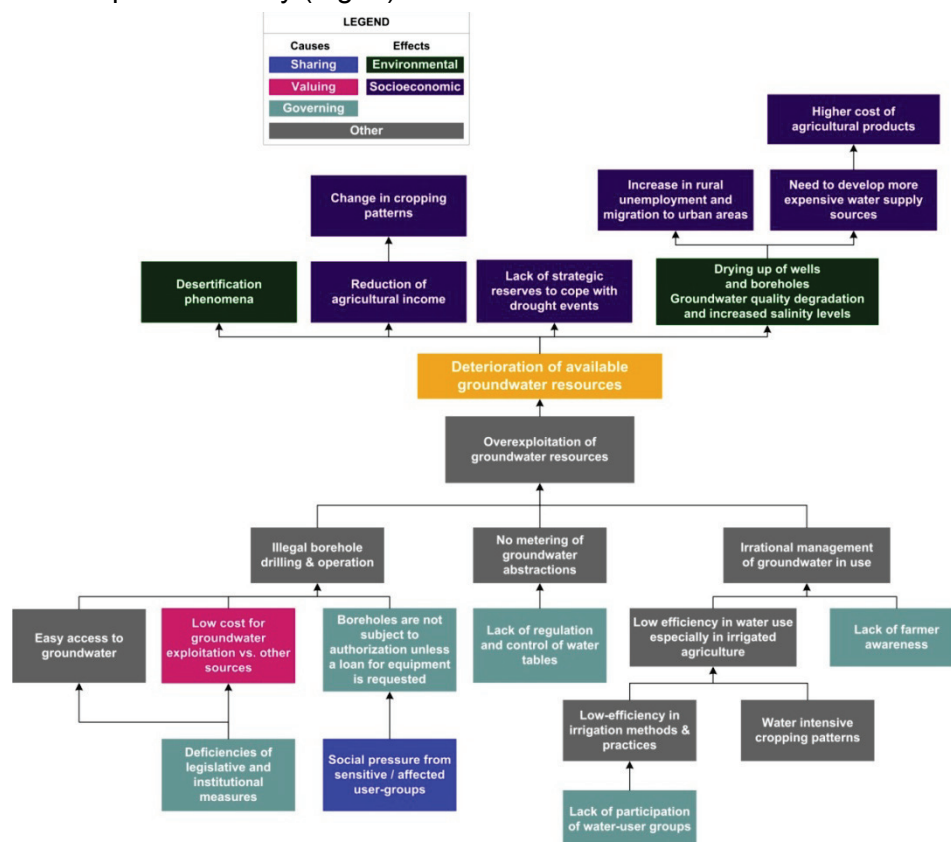 LEGEND
Causes
Effects
Sharing
Environmental
Valuing
Socioeconomic
Governing
Other
Higher cost of
agricultural products
Change in cropping
patterns
Increase in rural
unemployment and
migration to urban areas
Need to develop more
expensive water supply
sources
Desertification
phenomena
Reduction of
agricultural income
Lack of strategic
reserves to cope with
drought events
Drying up of wells
and boreholes
Groundwater quality degradation
and increased salinity levels
Deterioration of available
groundwater resources
Overexploitation of
groundwater resources
Illegal borehole
drilling & operation
No metering of
groundwater
abstractions
Irrational management
of groundwater in use
Easy access to
groundwater
Low cost for
groundwater
exploitation vs. other
sources
Boreholes are not
subject to
authorization unless
a loan for equipment
is requested
Lack of regulation
and control of water
tables
Low efficiency in water use
especially in irrigated
agriculture
Lack of farmer
awareness
Low-efficiency in
irrigation methods &
practices
Water intensive
cropping patterns
Deficiencies of
legislative and
institutional
measures
Social pressure from
sensitive / affected
user-groups
Lack of participation
of water-user groups